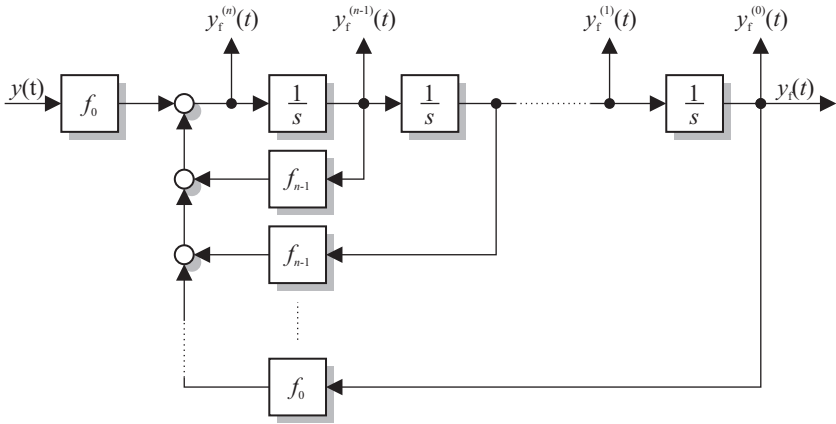 y_f^(n)(t) y_f^(n-1)(t) y_f^(1)(t) y_f^(0)(t)
y(t) f_0 1/s 1/s 1/s y_f(t)
f_n-1
f_n-1
f_0